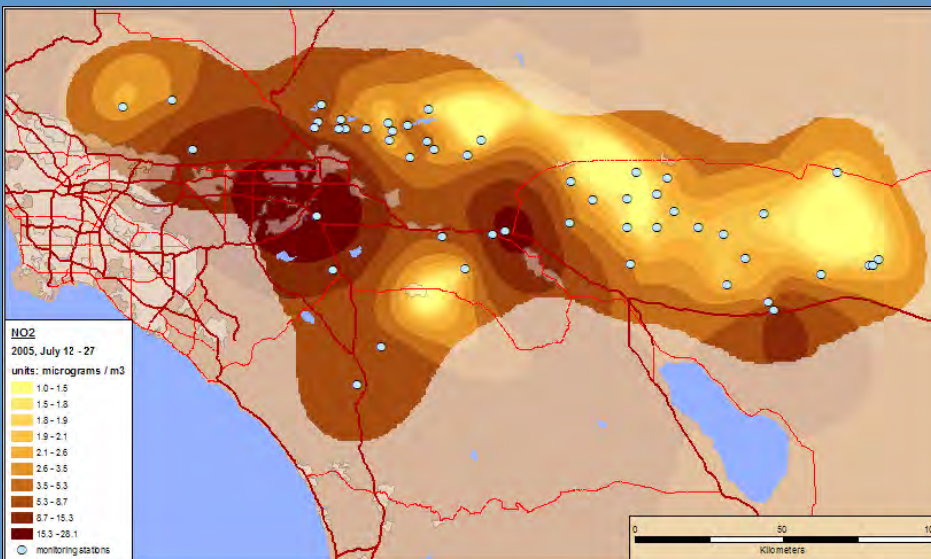 NO2
2005, July 12 - 27
units: micrograms / m3
1.0 - 1.5
1.5 - 1.8
1.8 - 1.9
1.9 - 2.1
2.1 - 2.6
2.6 - 3.5
3.5 - 5.3
5.3 - 8.7
8.7 - 15.3
15.3 - 28.1
monitoring stations
0 50 10
Kilometers